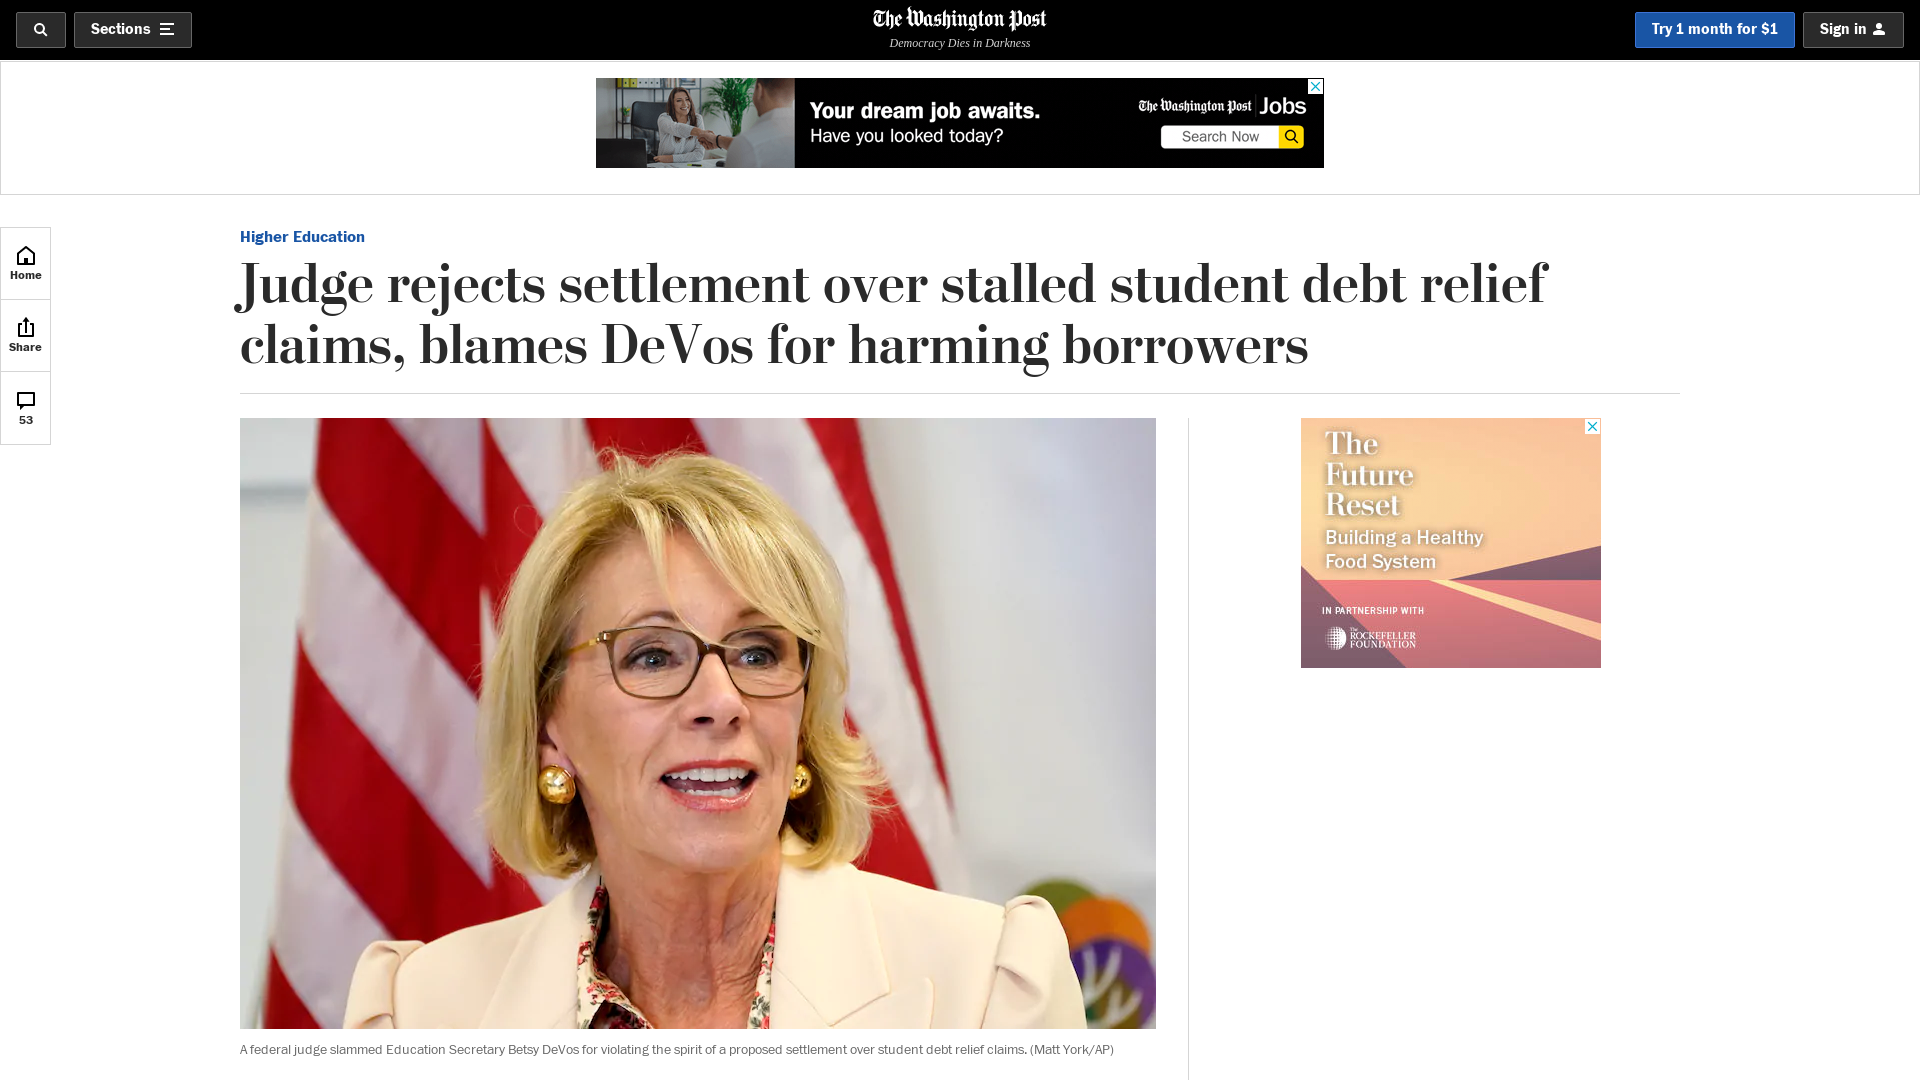 Sections
The Washington Post
Democracy Dies in Darkness
Try 1 month for $1
Sign in
Your dream job awaits.
Have you looked today?
The Washington Post Jobs
Search Now
Home
Share
53
Higher Education
Judge rejects settlement over stalled student debt relief
claims, blames DeVos for harming borrowers
The
Future
Reset
Building a Healthy
Food System
IN PARTNERSHIP WITH
The
ROCKEFELLER
FOUNDATION
A federal judge slammed Education Secretary Betsy DeVos for violating the spirit of a proposed settlement over student debt relief claims. (Matt York/AP)